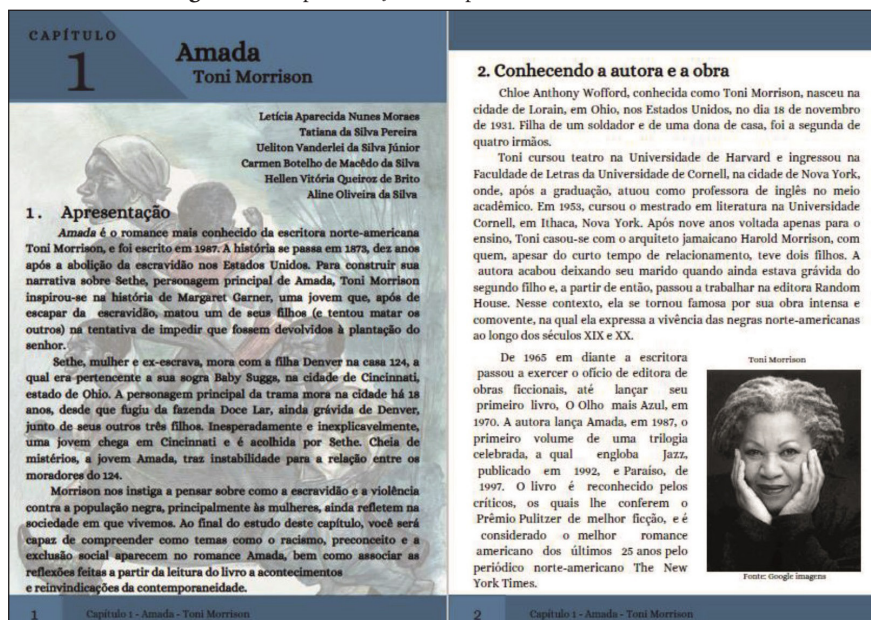 CAPÍTULO
1
Amada
Toni Morrison
Letícia Aparecida Nunes Moraes
Tatiana da Silva Pereira
Ueliton Vanderlei da Silva Júnior
Carmen Botelho de Macêdo da Silva
Hellen Vitória Queiroz de Brito
Aline Oliveira da Silva
1. Apresentação
Amada é o romance mais conhecido da escritora norte-americana
Toni Morrison, e foi escrito em 1987. A história se passa em 1873, dez anos
após a abolição da escravidão nos Estados Unidos. Para construir sua
narrativa sobre Sethe, personagem principal de Amada, Toni Morrison
inspirou-se na história de Margaret Garner, uma jovem que, após de
escapar da escravidão, matou um de seus filhos (e tentou matar os
outros) na tentativa de impedir que fossem devolvidos à plantação do
senhor.
Sethe, mulher e ex-escrava, mora com a filha Denver na casa 124, a
qual era pertencente a sua sogra Baby Suggs, na cidade de Cincinnati,
estado de Ohio. A personagem principal da trama mora na cidade há 18
anos, desde que fugiu da fazenda Doce Lar, ainda grávida de Denver,
junto de seus outros três filhos. Inesperadamente e inexplicavelmente,
uma jovem chega em Cincinnati e é acolhida por Sethe. Cheia de
mistérios, a jovem Amada, traz instabilidade para a relação entre os
moradores do 124.
Morrison nos instiga a pensar sobre como a escravidão e a violência
contra a população negra, principalmente às mulheres, ainda refletem na
sociedade em que vivemos. Ao final do estudo deste capítulo, você será
capaz de compreender como temas como o racismo, preconceito e a
exclusão social aparecem no romance Amada, bem como associar as
reflexões feitas a partir da leitura do livro a acontecimentos
e reinvindicações da contemporaneidade.
1 Capítulo 1 - Amada - Toni Morrison
2. Conhecendo a autora e a obra
Chloe Anthony Wofford, conhecida como Toni Morrison, nasceu na
cidade de Lorain, em Ohio, nos Estados Unidos, no dia 18 de novembro
de 1931. Filha de um soldador e de uma dona de casa, foi a segunda de
quatro irmãos.
Toni cursou teatro na Universidade de Harvard e ingressou na
Faculdade de Letras da Universidade de Cornell, na cidade de Nova York,
onde, após a graduação, atuou como professora de inglês no meio
acadêmico. Em 1953, cursou o mestrado em literatura na Universidade
Cornell, em Ithaca, Nova York. Após nove anos voltada apenas para o
ensino, Toni casou-se com o arquiteto jamaicano Harold Morrison, com
quem, apesar do curto tempo de relacionamento, teve dois filhos. A
autora acabou deixando seu marido quando ainda estava grávida do
segundo filho e, a partir de então, passou a trabalhar na editora Random
House. Nesse contexto, ela se tornou famosa por sua obra intensa e
comovente, na qual ela expressa a vivência das negras norte-americanas
ao longo dos séculos XIX e XX.
De 1965 em diante a escritora
passou a exercer o ofício de editora de
obras ficcionais, até lançar seu
primeiro livro, O Olho mais Azul, em
1970. A autora lança Amada, em 1987, o
primeiro volume de uma trilogia
celebrada, a qual engloba Jazz,
publicado em 1992, e Paraíso, de
1997. O livro é reconhecido pelos
críticos, os quais lhe conferem o
Prêmio Pulitzer de melhor ficção, e é
considerado o melhor romance
americano dos últimos 25 anos pelo
periódico norte-americano The New
York Times.
Toni Morrison
Fonte: Google imagens
2 Capítulo 1 - Amada - Toni Morrison